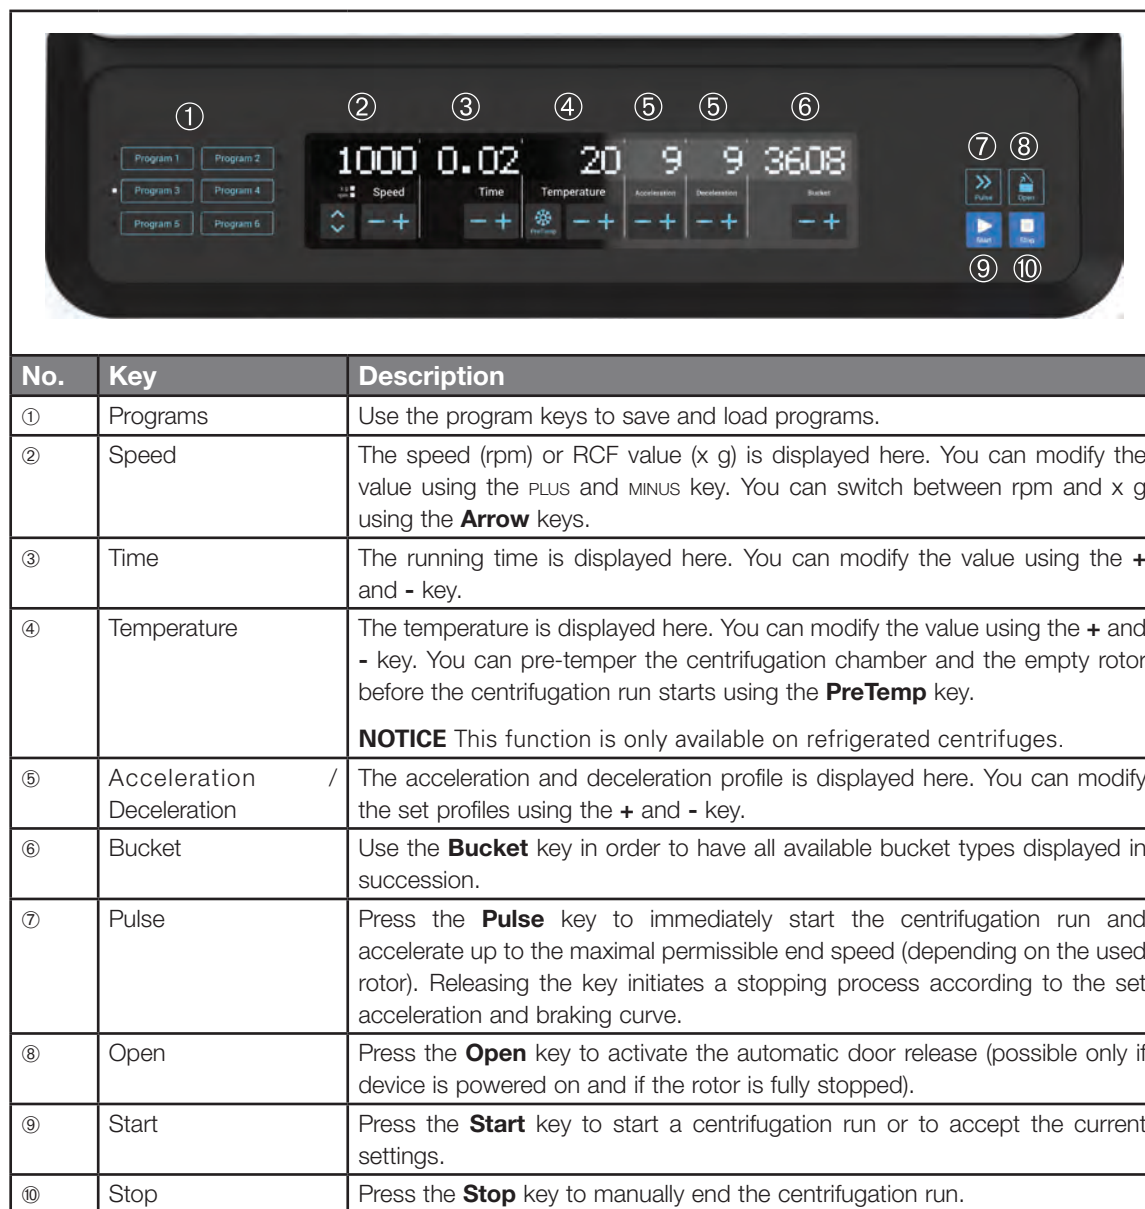 ① ② ③ ④ ⑤ ⑤ ⑥ ⑦ ⑧
Program 1 Program 2
Program 3 Program 4
Program 5 Program 6
1000 0.02 20 9 9 3608
Speed Time Temperature Acceleration Deceleration Bucket
- + - + PreTemp - + - + - + - +
Pulse Open
Start Stop
⑨ ⑩
No. Key Description
① Programs Use the program keys to save and load programs.
② Speed The speed (rpm) or RCF value (x g) is displayed here. You can modify the
value using the PLUS and MINUS key. You can switch between rpm and x g
using the Arrow keys.
③ Time The running time is displayed here. You can modify the value using the +
and - key.
④ Temperature The temperature is displayed here. You can modify the value using the + and
- key. You can pre-temper the centrifugation chamber and the empty rotor
before the centrifugation run starts using the PreTemp key.
NOTICE This function is only available on refrigerated centrifuges.
⑤ Acceleration / The acceleration and deceleration profile is displayed here. You can modify
Deceleration the set profiles using the + and - key.
⑥ Bucket Use the Bucket key in order to have all available bucket types displayed in
succession.
⑦ Pulse Press the Pulse key to immediately start the centrifugation run and
accelerate up to the maximal permissible end speed (depending on the used
rotor). Releasing the key initiates a stopping process according to the set
acceleration and braking curve.
⑧ Open Press the Open key to activate the automatic door release (possible only if
device is powered on and if the rotor is fully stopped).
⑨ Start Press the Start key to start a centrifugation run or to accept the current
settings.
⑩ Stop Press the Stop key to manually end the centrifugation run.